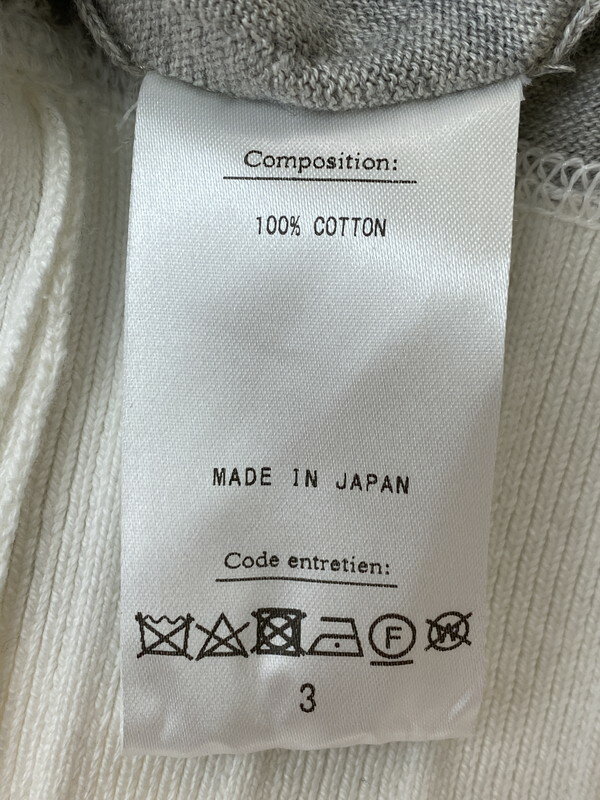 Composition:
100% COTTON
MADE IN JAPAN
Code entretien:
F W
3